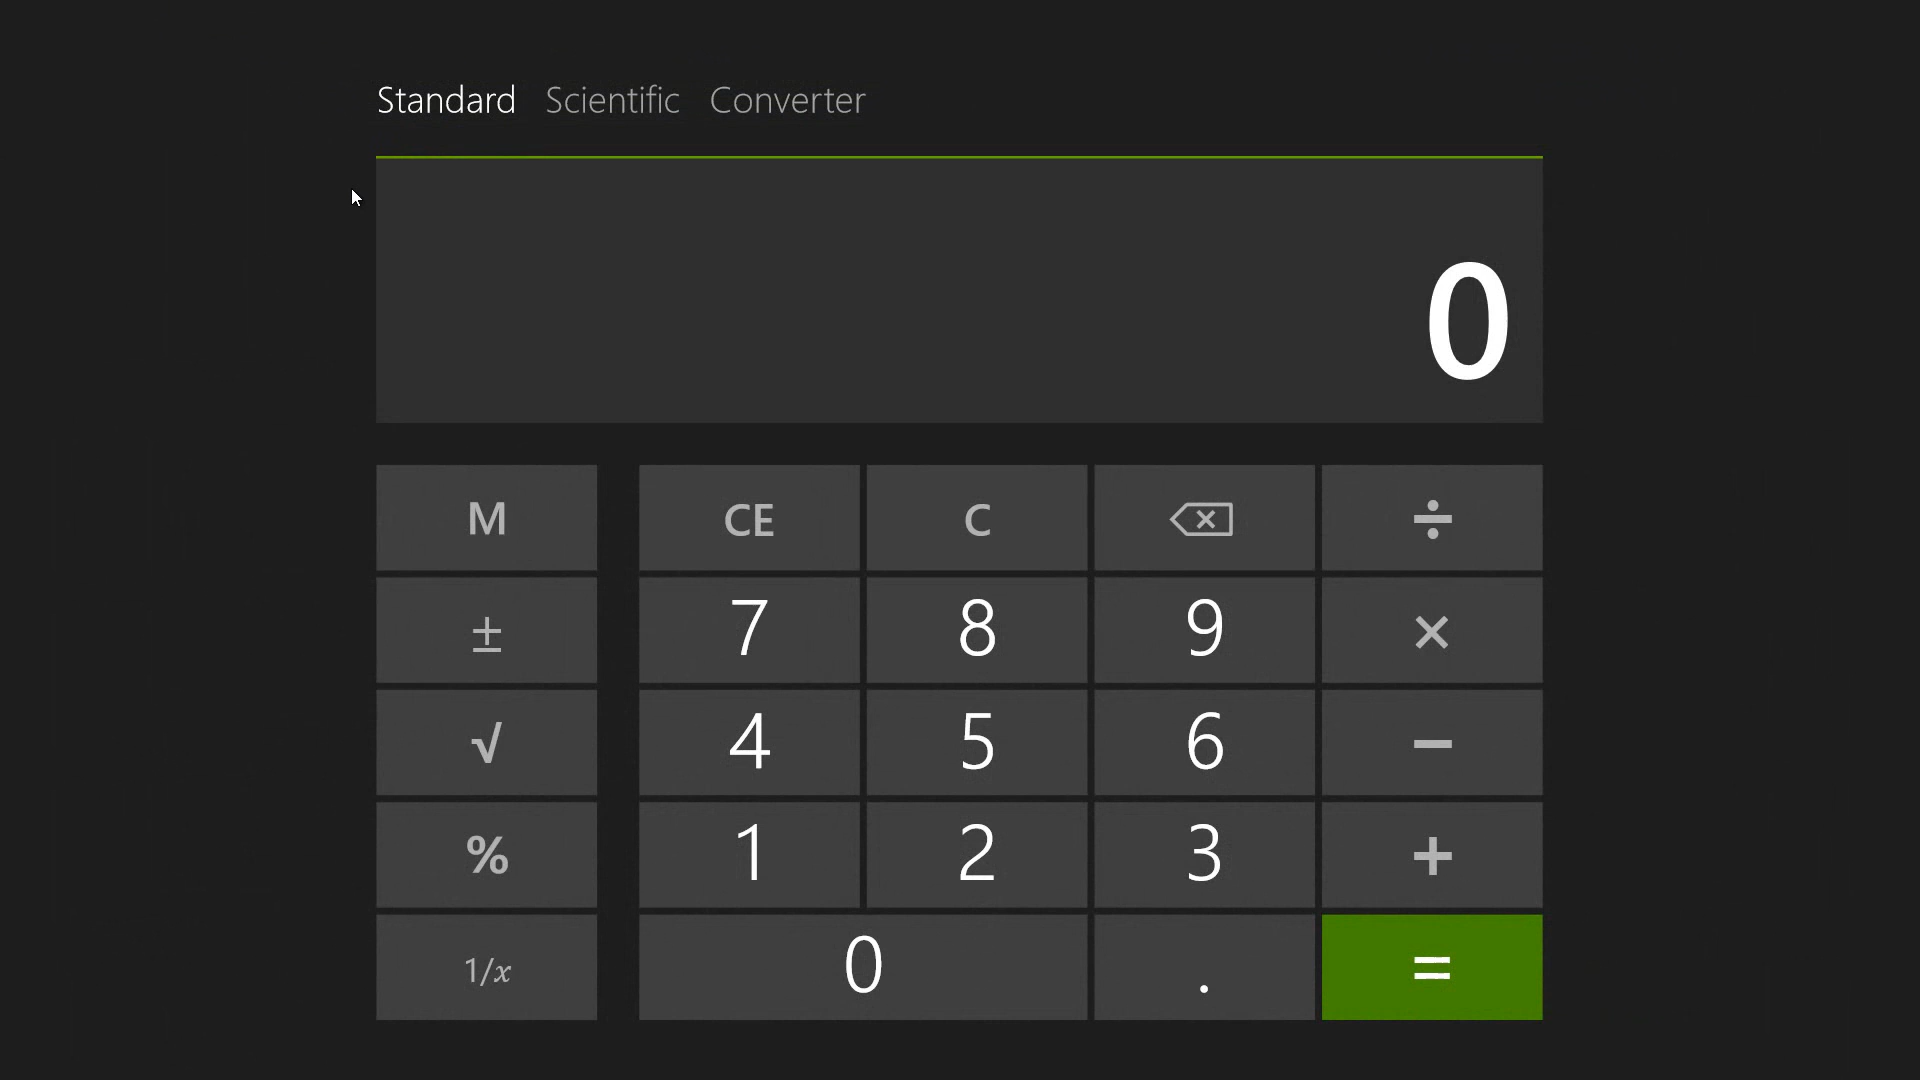 Standard Scientific Converter
0
M CE C ÷
± 7 8 9 ×
√ 4 5 6 −
% 1 2 3 +
1/x 0 . =